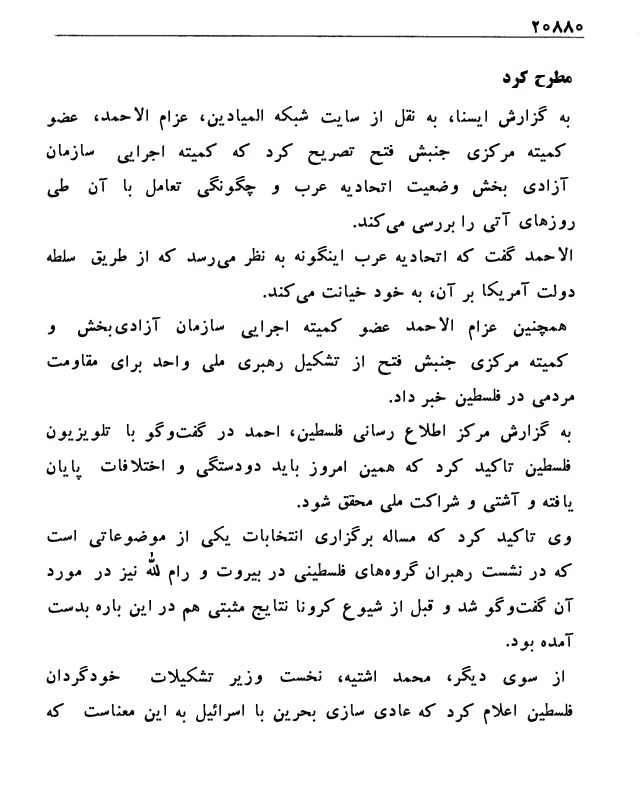 ۲۰۸۸۰
مطرح کرد
به گزارش ایسنا، به نقل از سایت شبکه المیادین، عزام الاحمد، عضو
کمیته مرکزی جنبش فتح تصریح کرد که کمیته اجرایی سازمان
آزادی بخش وضعیت اتحادیه عرب و چگونگی تعامل با آن طی
روزهای آتی را بررسی می‌کند.
الاحمد گفت که اتحادیه عرب اینگونه به نظر می‌رسد که از طریق سلطه
دولت آمریکا بر آن، به خود خیانت می‌کند.
همچنین عزام الاحمد عضو کمیته اجرایی سازمان آزادی‌بخش و
کمیته مرکزی جنبش فتح از تشکیل رهبری ملی واحد برای مقاومت
مردمی در فلسطین خبر داد.
به گزارش مرکز اطلاع رسانی فلسطین، احمد در گفت‌وگو با تلویزیون
فلسطین تاکید کرد که همین امروز باید دودستگی و اختلافات پایان
یافته و آشتی و شراکت ملی محقق شود.
وی تاکید کرد که مساله برگزاری انتخابات یکی از موضوعاتی است
که در نشست رهبران گروه‌های فلسطینی در بیروت و رام لله نیز در مورد
آن گفت‌وگو شد و قبل از شیوع کرونا نتایج مثبتی هم در این باره بدست
آمده بود.
از سوی دیگر، محمد اشتیه، نخست وزیر تشکیلات خودگردان
فلسطین اعلام کرد که عادی سازی بحرین با اسرائیل به این معناست که